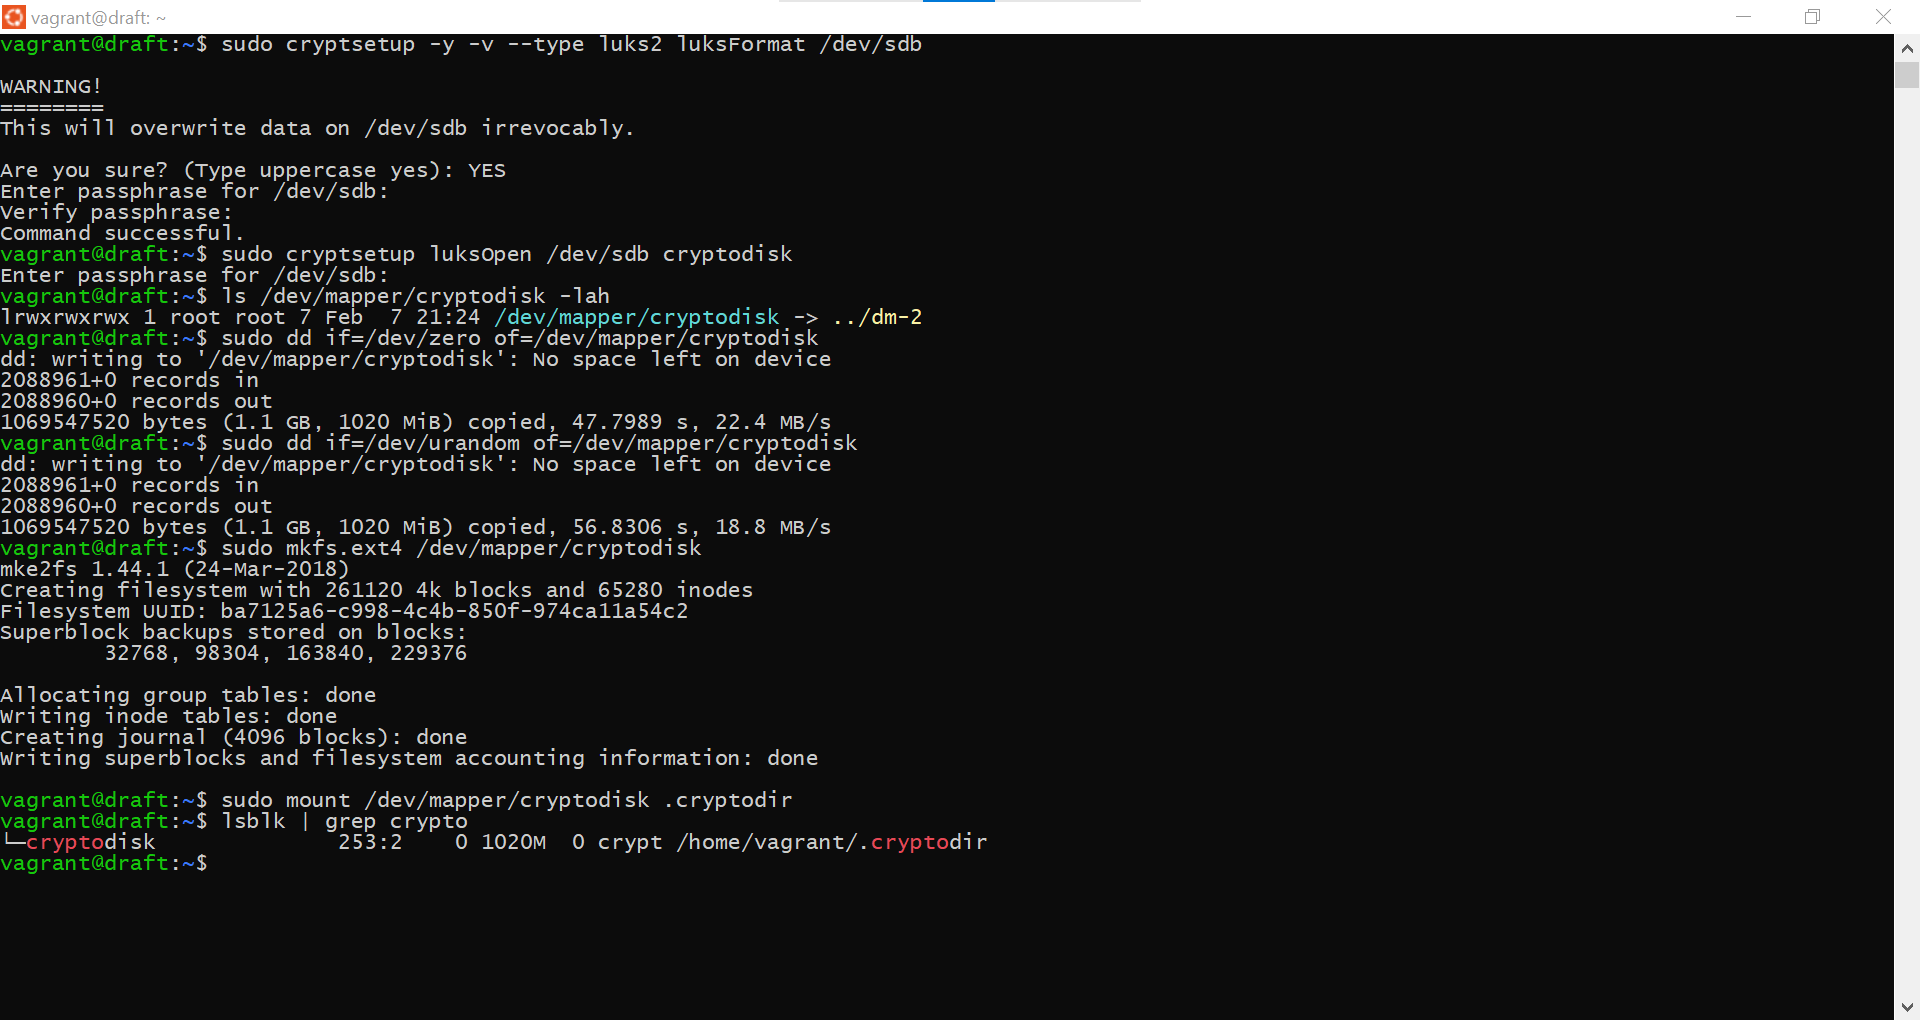 vagrant@draft: ~
vagrant@draft:~$ sudo cryptsetup -y -v --type luks2 luksFormat /dev/sdb

WARNING!
========
This will overwrite data on /dev/sdb irrevocably.

Are you sure? (Type uppercase yes): YES
Enter passphrase for /dev/sdb:
Verify passphrase:
Command successful.
vagrant@draft:~$ sudo cryptsetup luksOpen /dev/sdb cryptodisk
Enter passphrase for /dev/sdb:
vagrant@draft:~$ ls /dev/mapper/cryptodisk -lah
lrwxrwxrwx 1 root root 7 Feb  7 21:24 /dev/mapper/cryptodisk -> ../dm-2
vagrant@draft:~$ sudo dd if=/dev/zero of=/dev/mapper/cryptodisk
dd: writing to '/dev/mapper/cryptodisk': No space left on device
2088961+0 records in
2088960+0 records out
1069547520 bytes (1.1 GB, 1020 MiB) copied, 47.7989 s, 22.4 MB/s
vagrant@draft:~$ sudo dd if=/dev/urandom of=/dev/mapper/cryptodisk
dd: writing to '/dev/mapper/cryptodisk': No space left on device
2088961+0 records in
2088960+0 records out
1069547520 bytes (1.1 GB, 1020 MiB) copied, 56.8306 s, 18.8 MB/s
vagrant@draft:~$ sudo mkfs.ext4 /dev/mapper/cryptodisk
mke2fs 1.44.1 (24-Mar-2018)
Creating filesystem with 261120 4k blocks and 65280 inodes
Filesystem UUID: ba7125a6-c998-4c4b-850f-974ca11a54c2
Superblock backups stored on blocks:
        32768, 98304, 163840, 229376

Allocating group tables: done
Writing inode tables: done
Creating journal (4096 blocks): done
Writing superblocks and filesystem accounting information: done

vagrant@draft:~$ sudo mount /dev/mapper/cryptodisk .cryptodir
vagrant@draft:~$ lsblk | grep crypto
└─cryptodisk              253:2    0 1020M  0 crypt /home/vagrant/.cryptodir
vagrant@draft:~$